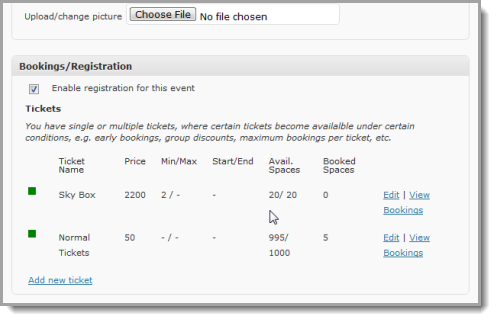 Upload/change picture Choose File No file chosen
Bookings/Registration
Enable registration for this event
Tickets
You have single or multiple tickets, where certain tickets become availalble under certain
conditions, e.g. early bookings, group discounts, maximum bookings per ticket, etc.
Ticket Name Price Min/Max Start/End Avail. Spaces Booked Spaces
Sky Box 2200 2 / - - 20/ 20 0 Edit | View Bookings
Normal Tickets 50 - / - - 995/ 1000 5 Edit | View Bookings
Add new ticket